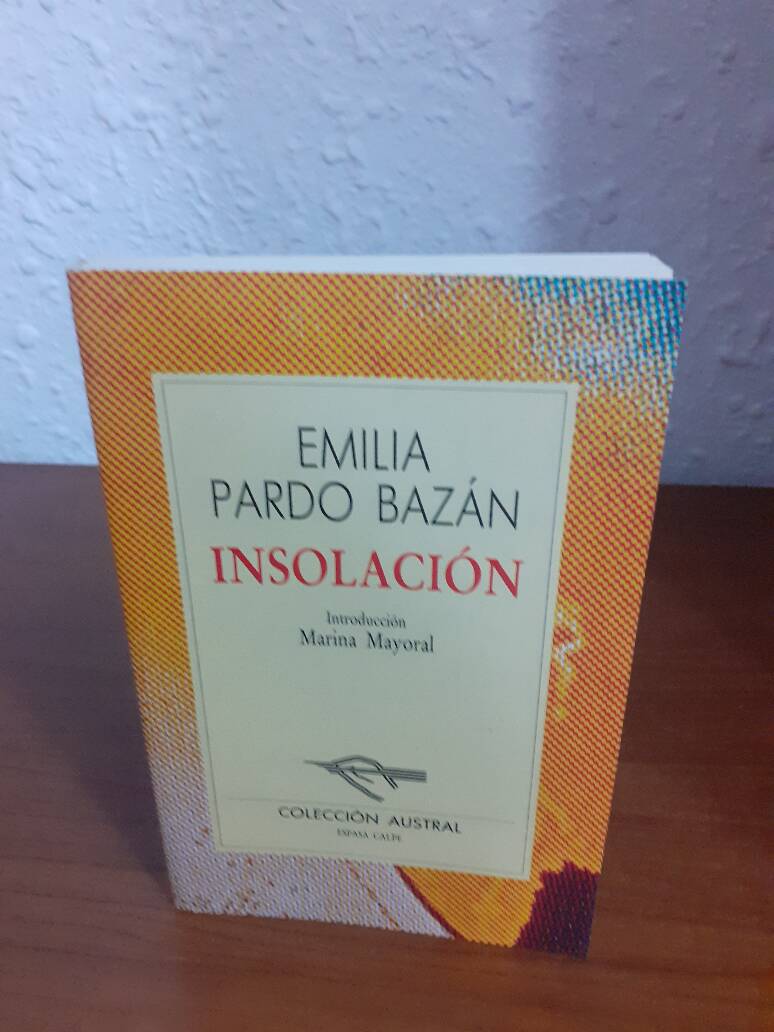 EMILIA
PARDO BAZÁN
INSOLACIÓN
Introducción
Marina Mayoral
COLECCIÓN AUSTRAL
ESPASA CALPE